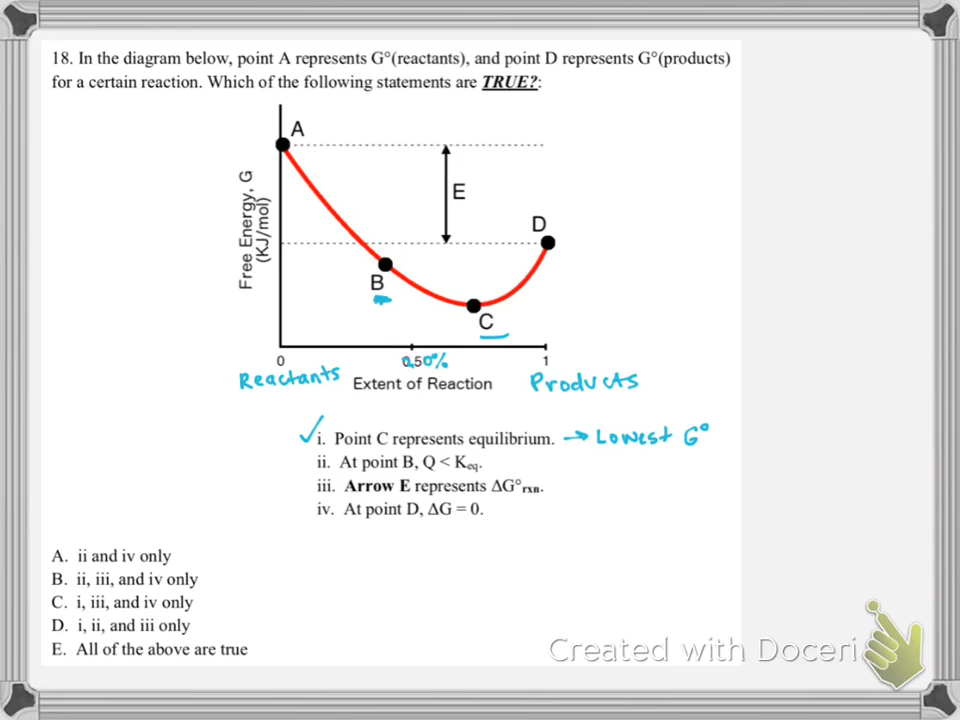 18. In the diagram below, point A represents G°(reactants), and point D represents G°(products)
for a certain reaction. Which of the following statements are TRUE?:
A
E
D
B
C
Free Energy, G
(KJ/mol)
0
0.50%
1
Reactants
Extent of Reaction
Products
✓ i. Point C represents equilibrium. → Lowest G°
ii. At point B, Q < Keq.
iii. Arrow E represents ΔG°rxn.
iv. At point D, ΔG = 0.
A. ii and iv only
B. ii, iii, and iv only
C. i, iii, and iv only
D. i, ii, and iii only
E. All of the above are true
Created with Doceri